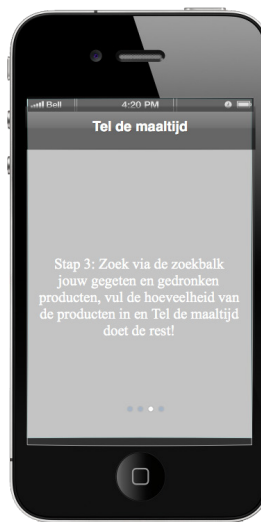 Bell 4:20 PM
Tel de maaltijd
Stap 3: Zoek via de zoekbalk
jouw gegeten en gedronken
producten, vul de hoeveelheid van
de producten in en Tel de maaltijd
doet de rest!